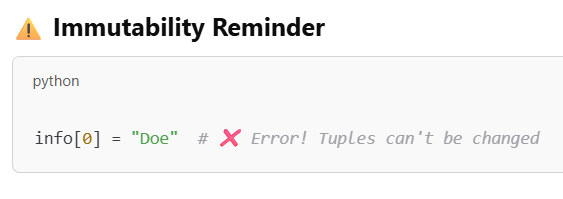 ⚠️ Immutability Reminder
python
info[0] = "Doe"  # ❌ Error! Tuples can't be changed